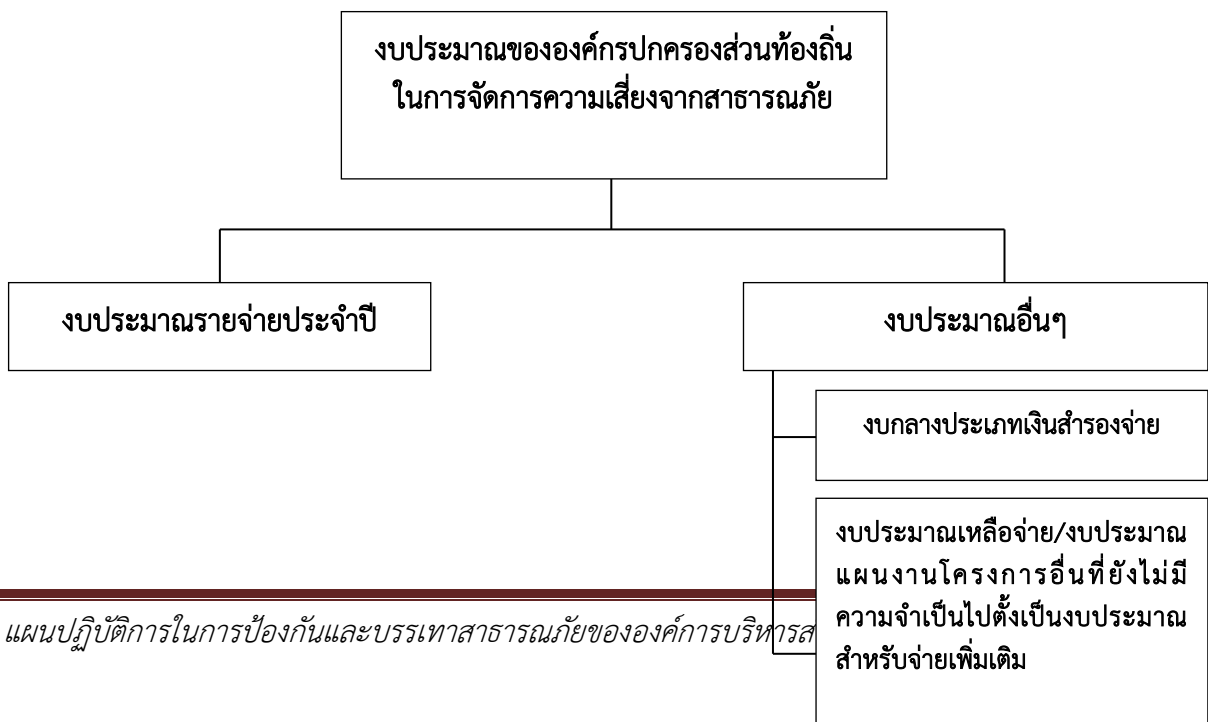 งบประมาณขององค์กรปกครองส่วนท้องถิ่น
ในการจัดการความเสี่ยงจากสาธารณภัย
งบประมาณรายจ่ายประจำปี
งบประมาณอื่นๆ
งบกลางประเภทเงินสำรองจ่าย
งบประมาณเหลือจ่าย/งบประมาณ
แผนงานโครงการอื่นที่ยังไม่มี
ความจำเป็นไปตั้งเป็นงบประมาณ
สำหรับจ่ายเพิ่มเติม
แผนปฏิบัติการในการป้องกันและบรรเทาสาธารณภัยขององค์การบริหารส